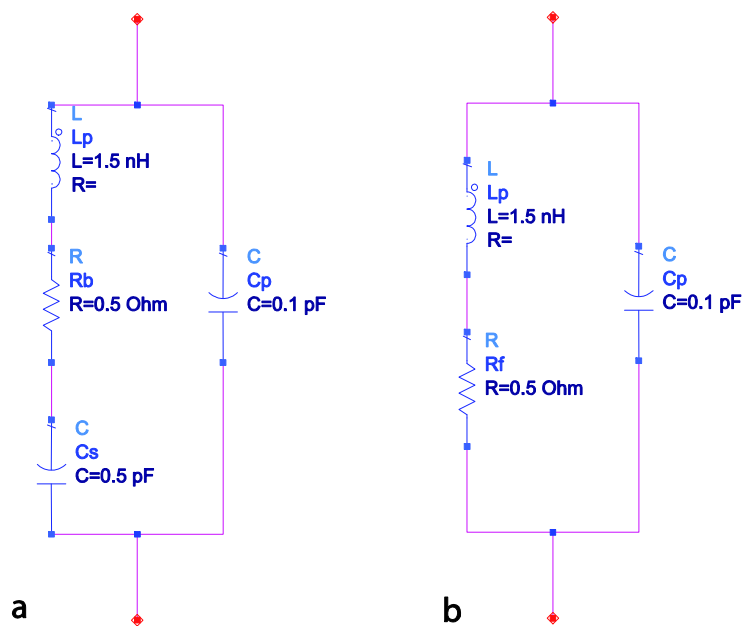 L
Lp
L=1.5 nH
R=
R
Rb
R=0.5 Ohm
C
Cs
C=0.5 pF
C
Cp
C=0.1 pF
a
L
Lp
L=1.5 nH
R=
R
Rf
R=0.5 Ohm
C
Cp
C=0.1 pF
b